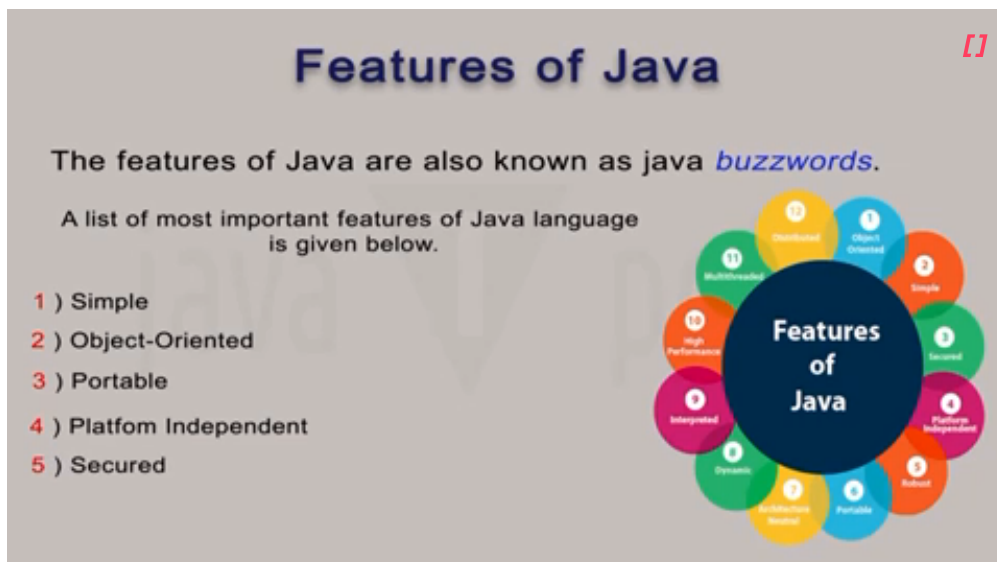 Features of Java
[]
The features of Java are also known as java buzzwords.
A list of most important features of Java language
is given below.
1 ) Simple
2 ) Object-Oriented
3 ) Portable
4 ) Platfom Independent
5 ) Secured
Features
of
Java
1
Object
Oriented
2
Simple
3
Secured
4
Platform
Independent
5
Robust
6
Portable
7
Architecture
Neutral
8
Dynamic
9
Interpreted
10
High
Performance
11
Multithreaded
12
Distributed
java